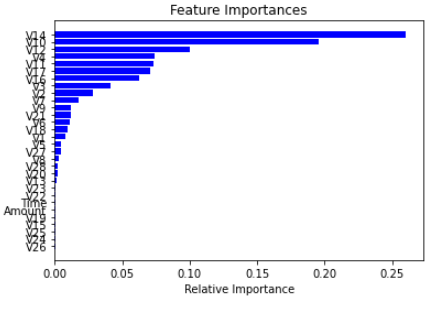 Feature Importances
V14
V10
V12
V4
V11
V17
V16
V3
V2
V7
V9
V21
V6
V18
V1
V5
V27
V8
V28
V20
V13
V23
V22
Time
Amount
V19
V15
V25
V24
V26
0.00 0.05 0.10 0.15 0.20 0.25
Relative Importance